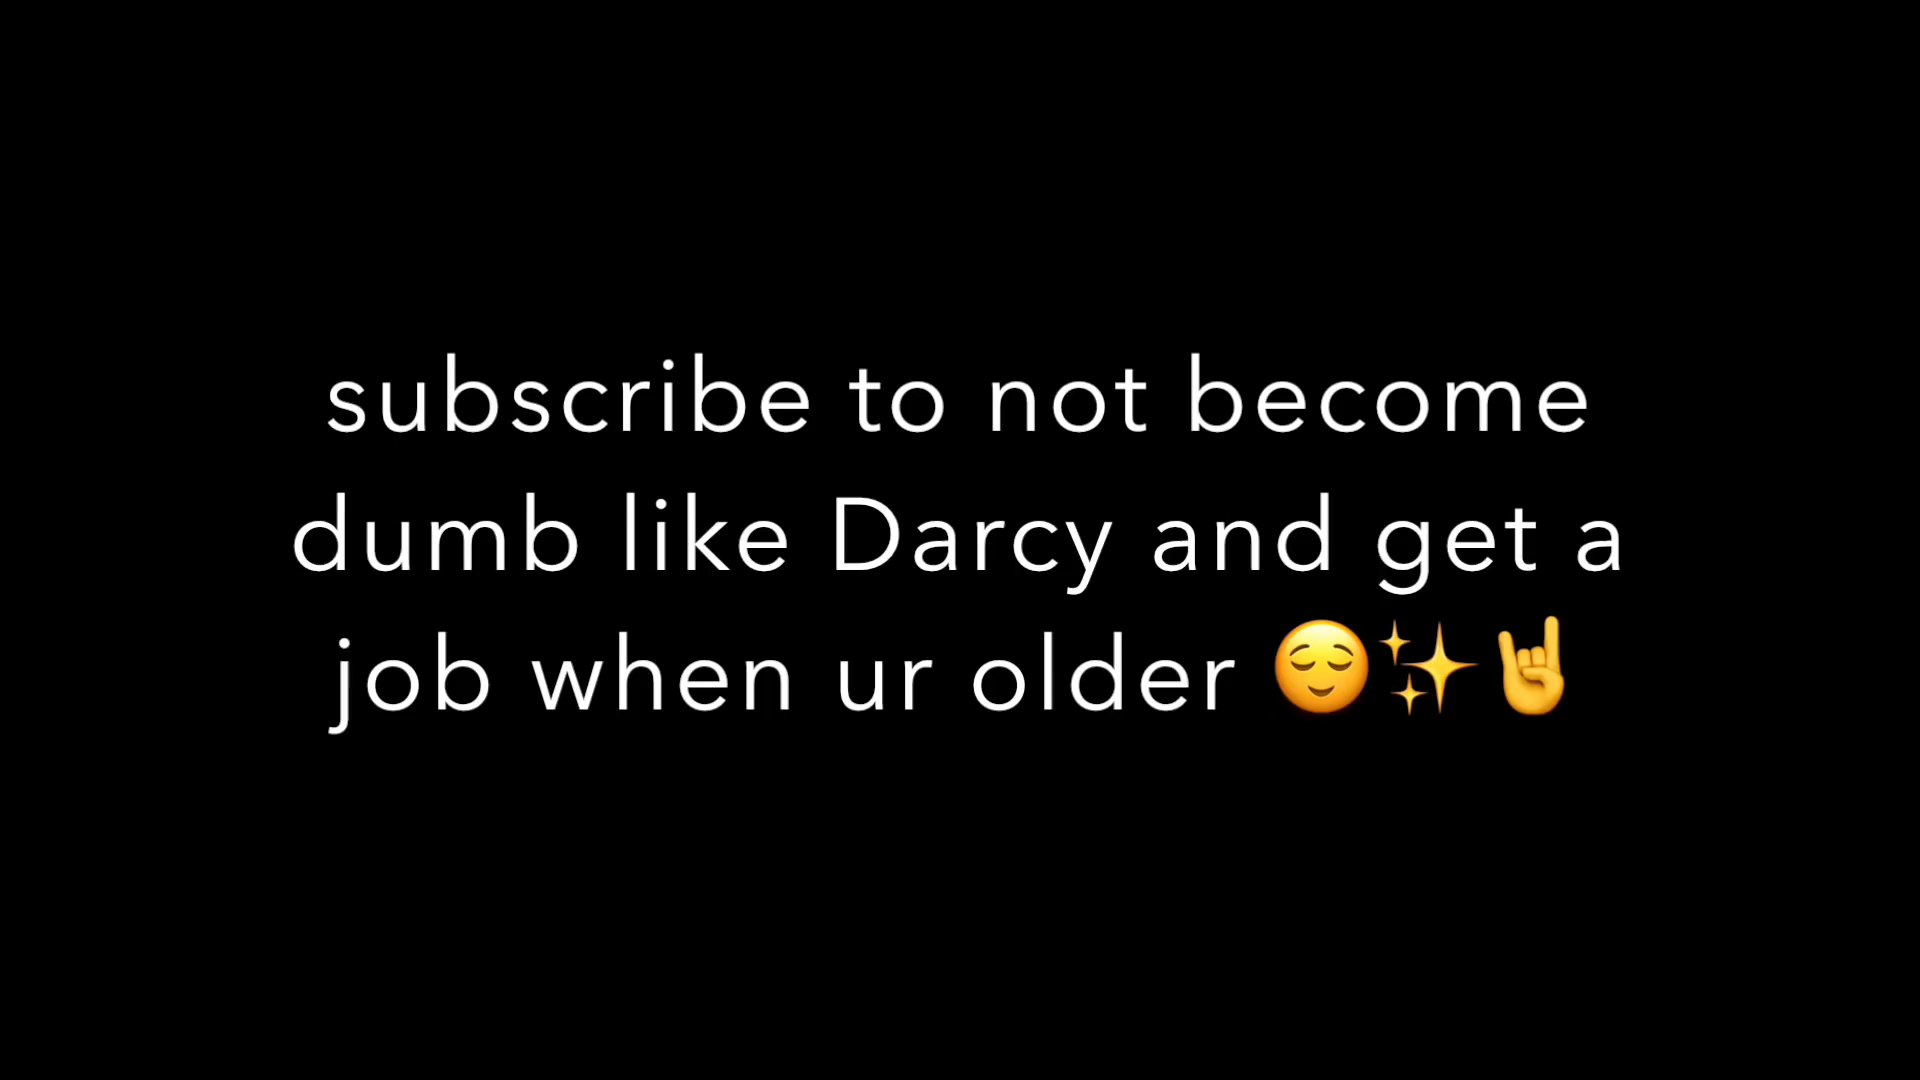 subscribe to not become
dumb like Darcy and get a
job when ur older 😌✨🤘